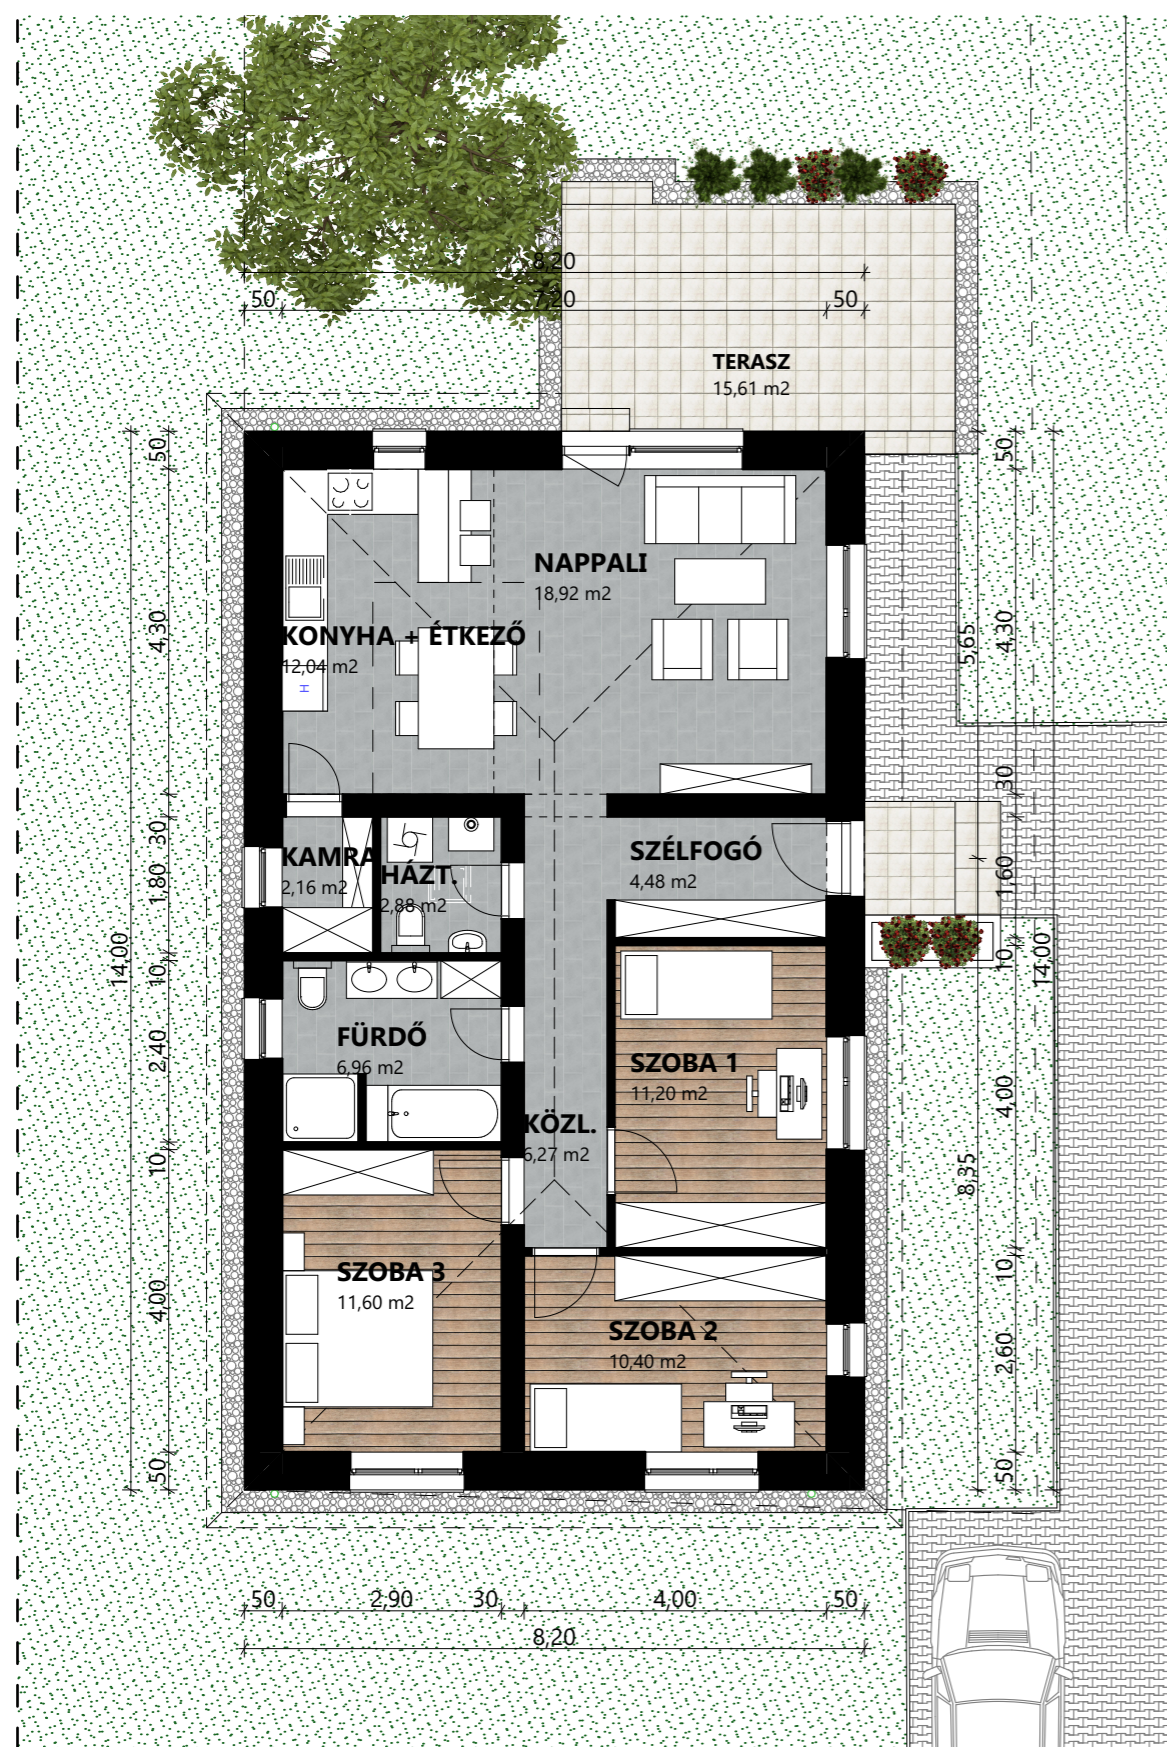 8,20
50
7,20
50
TERASZ
15,61 m2
50
50
NAPPALI
18,92 m2
KONYHA + ÉTKEZŐ
12,04 m2
H
4,30
5,65
4,30
30
30
KAMRA
2,16 m2
HÁZT.
2,88 m2
SZÉLFOGÓ
4,48 m2
1,80
1,60
14,00
10
10
14,00
FÜRDŐ
6,96 m2
2,40
SZOBA 1
11,20 m2
4,00
KÖZL.
6,27 m2
10
8,35
SZOBA 3
11,60 m2
4,00
10
SZOBA 2
10,40 m2
2,60
50
50
50
2,90
30
4,00
50
8,20